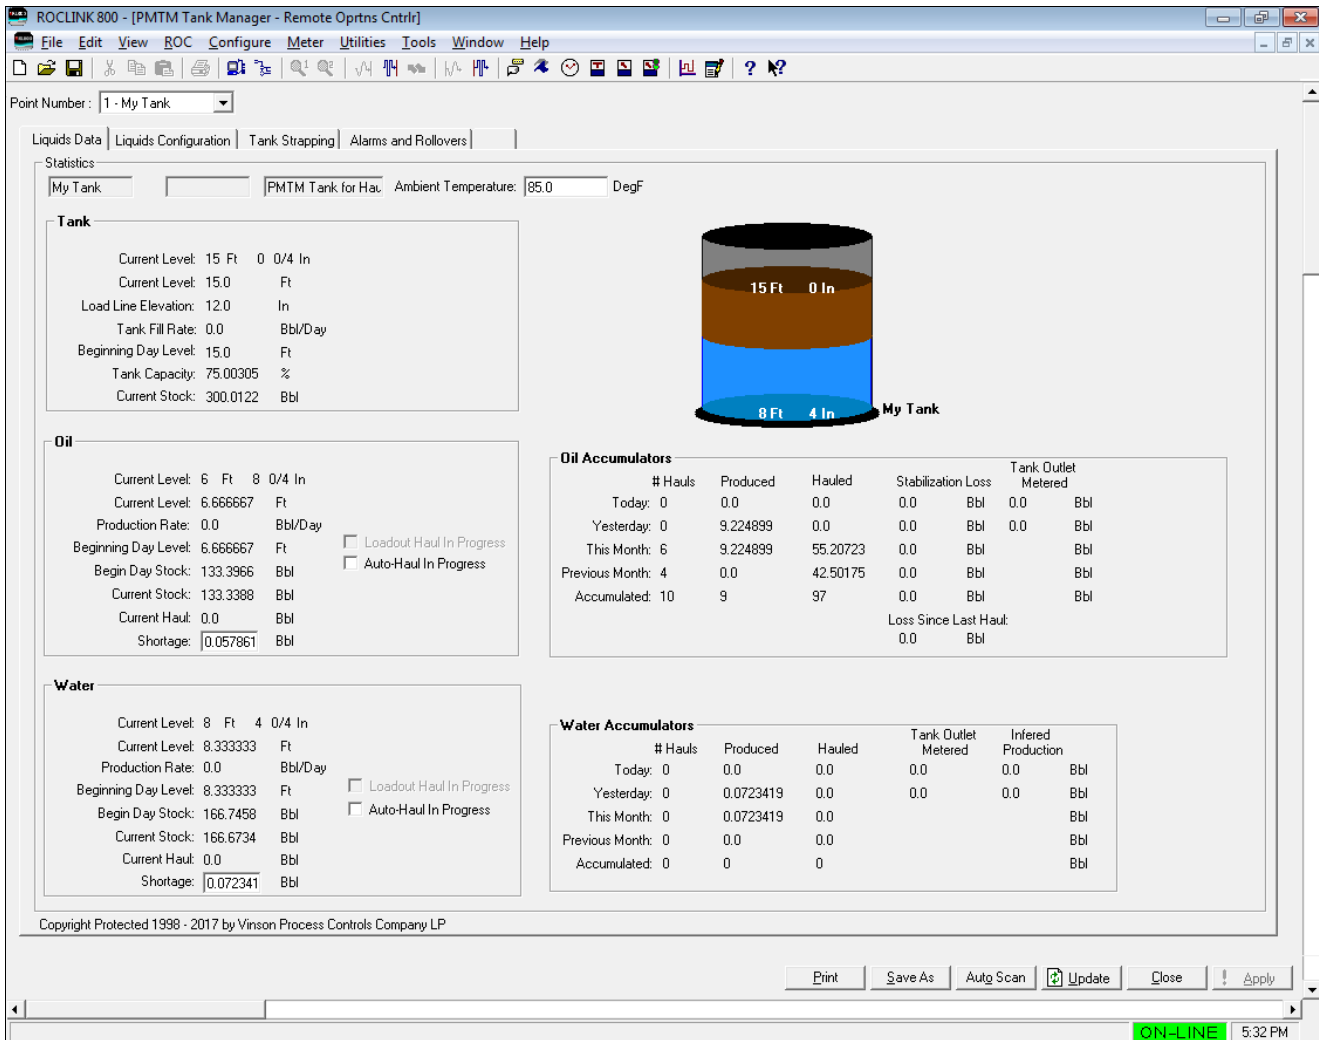 ROCLINK 800 - [PMTM Tank Manager - Remote Oprtns Cntrlr]
File Edit View ROC Configure Meter Utilities Tools Window Help
Point Number : 1 - My Tank
Liquids Data Liquids Configuration Tank Strapping Alarms and Rollovers
Statistics
My Tank PMTM Tank for Hau Ambient Temperature: 85.0 DegF
Tank
Current Level: 15 Ft 0 0/4 In
Current Level: 15.0 Ft
Load Line Elevation: 12.0 In
Tank Fill Rate: 0.0 Bbl/Day
Beginning Day Level: 15.0 Ft
Tank Capacity: 75.00305 %
Current Stock: 300.0122 Bbl
15 Ft 0 In
8 Ft 4 In
My Tank
Oil
Current Level: 6 Ft 8 0/4 In
Current Level: 6.666667 Ft
Production Rate: 0.0 Bbl/Day
Beginning Day Level: 6.666667 Ft
Begin Day Stock: 133.3966 Bbl
Current Stock: 133.3388 Bbl
Current Haul: 0.0 Bbl
Shortage: 0.057861 Bbl
Loadout Haul In Progress
Auto-Haul In Progress
Oil Accumulators
# Hauls Produced Hauled Stabilization Loss Tank Outlet Metered
Today: 0 0.0 0.0 0.0 Bbl 0.0 Bbl
Yesterday: 0 9.224899 0.0 0.0 Bbl 0.0 Bbl
This Month: 6 9.224899 55.20723 0.0 Bbl Bbl
Previous Month: 4 0.0 42.50175 0.0 Bbl Bbl
Accumulated: 10 9 97 0.0 Bbl Bbl
Loss Since Last Haul:
0.0 Bbl
Water
Current Level: 8 Ft 4 0/4 In
Current Level: 8.333333 Ft
Production Rate: 0.0 Bbl/Day
Beginning Day Level: 8.333333 Ft
Begin Day Stock: 166.7458 Bbl
Current Stock: 166.6734 Bbl
Current Haul: 0.0 Bbl
Shortage: 0.072341 Bbl
Loadout Haul In Progress
Auto-Haul In Progress
Water Accumulators
# Hauls Produced Hauled Tank Outlet Metered Infered Production
Today: 0 0.0 0.0 0.0 0.0 Bbl
Yesterday: 0 0.0723419 0.0 0.0 0.0 Bbl
This Month: 0 0.0723419 0.0 Bbl
Previous Month: 0 0.0 0.0 Bbl
Accumulated: 0 0 0 Bbl
Copyright Protected 1998 - 2017 by Vinson Process Controls Company LP
Print Save As Auto Scan Update Close ! Apply
ON-LINE 5:32 PM